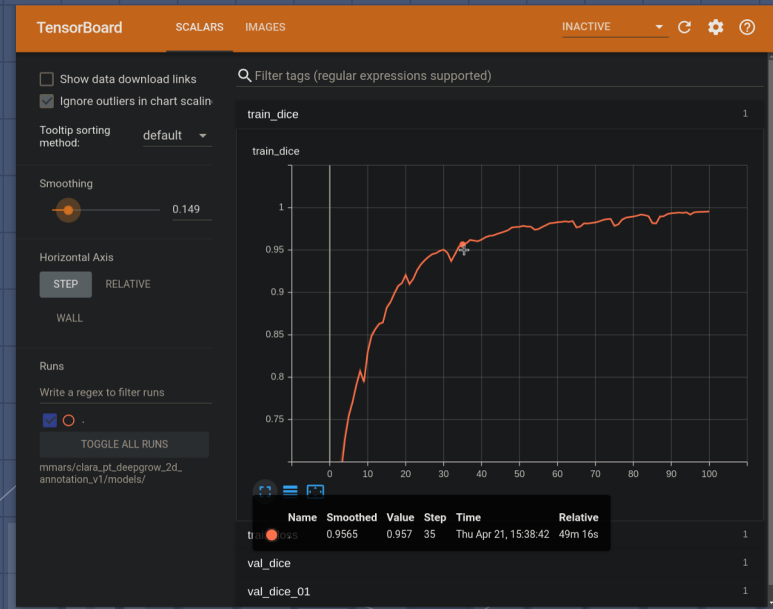 TensorBoard
SCALARS
IMAGES
INACTIVE
Show data download links
Ignore outliers in chart scalin
Tooltip sorting
method:
default
Smoothing
0.149
Horizontal Axis
STEP
RELATIVE
WALL
Runs
Write a regex to filter runs
.
TOGGLE ALL RUNS
mmars/clara_pt_deepgrow_2d_
annotation_v1/models/
Filter tags (regular expressions supported)
train_dice
1
train_dice
1
0.95
0.9
0.85
0.8
0.75
0 10 20 30 40 50 60 70 80 90 100
Name Smoothed Value Step Time Relative
. 0.9565 0.957 35 Thu Apr 21, 15:38:42 49m 16s
train_loss
1
val_dice
1
val_dice_01
1